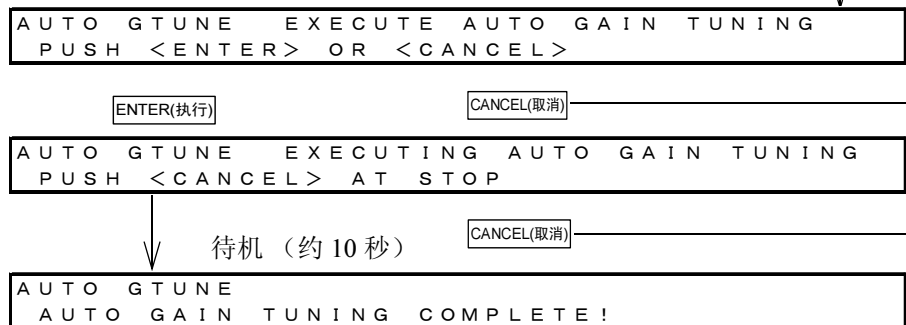 AUTO GTUNE EXECUTE AUTO GAIN TUNING
PUSH <ENTER> OR <CANCEL>
ENTER(执行)
CANCEL(取消)
AUTO GTUNE EXECUTING AUTO GAIN TUNING
PUSH <CANCEL> AT STOP
待机 （约 10 秒）
CANCEL(取消)
AUTO GTUNE
AUTO GAIN TUNING COMPLETE!